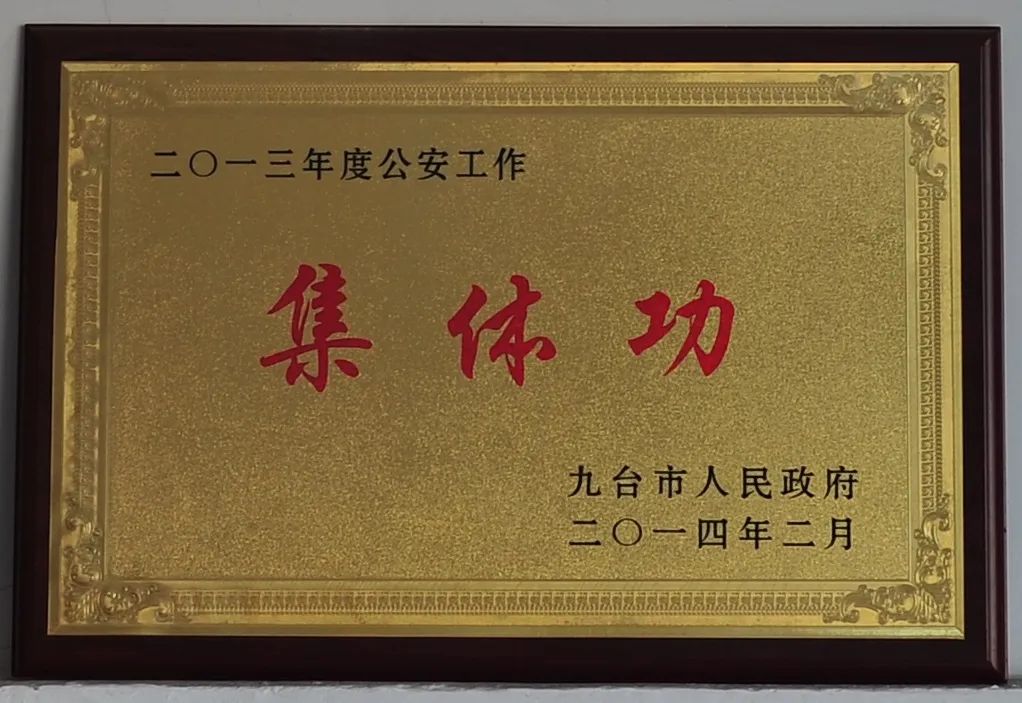 二〇一三年度公安工作
集体功
九台市人民政府
二〇一四年二月